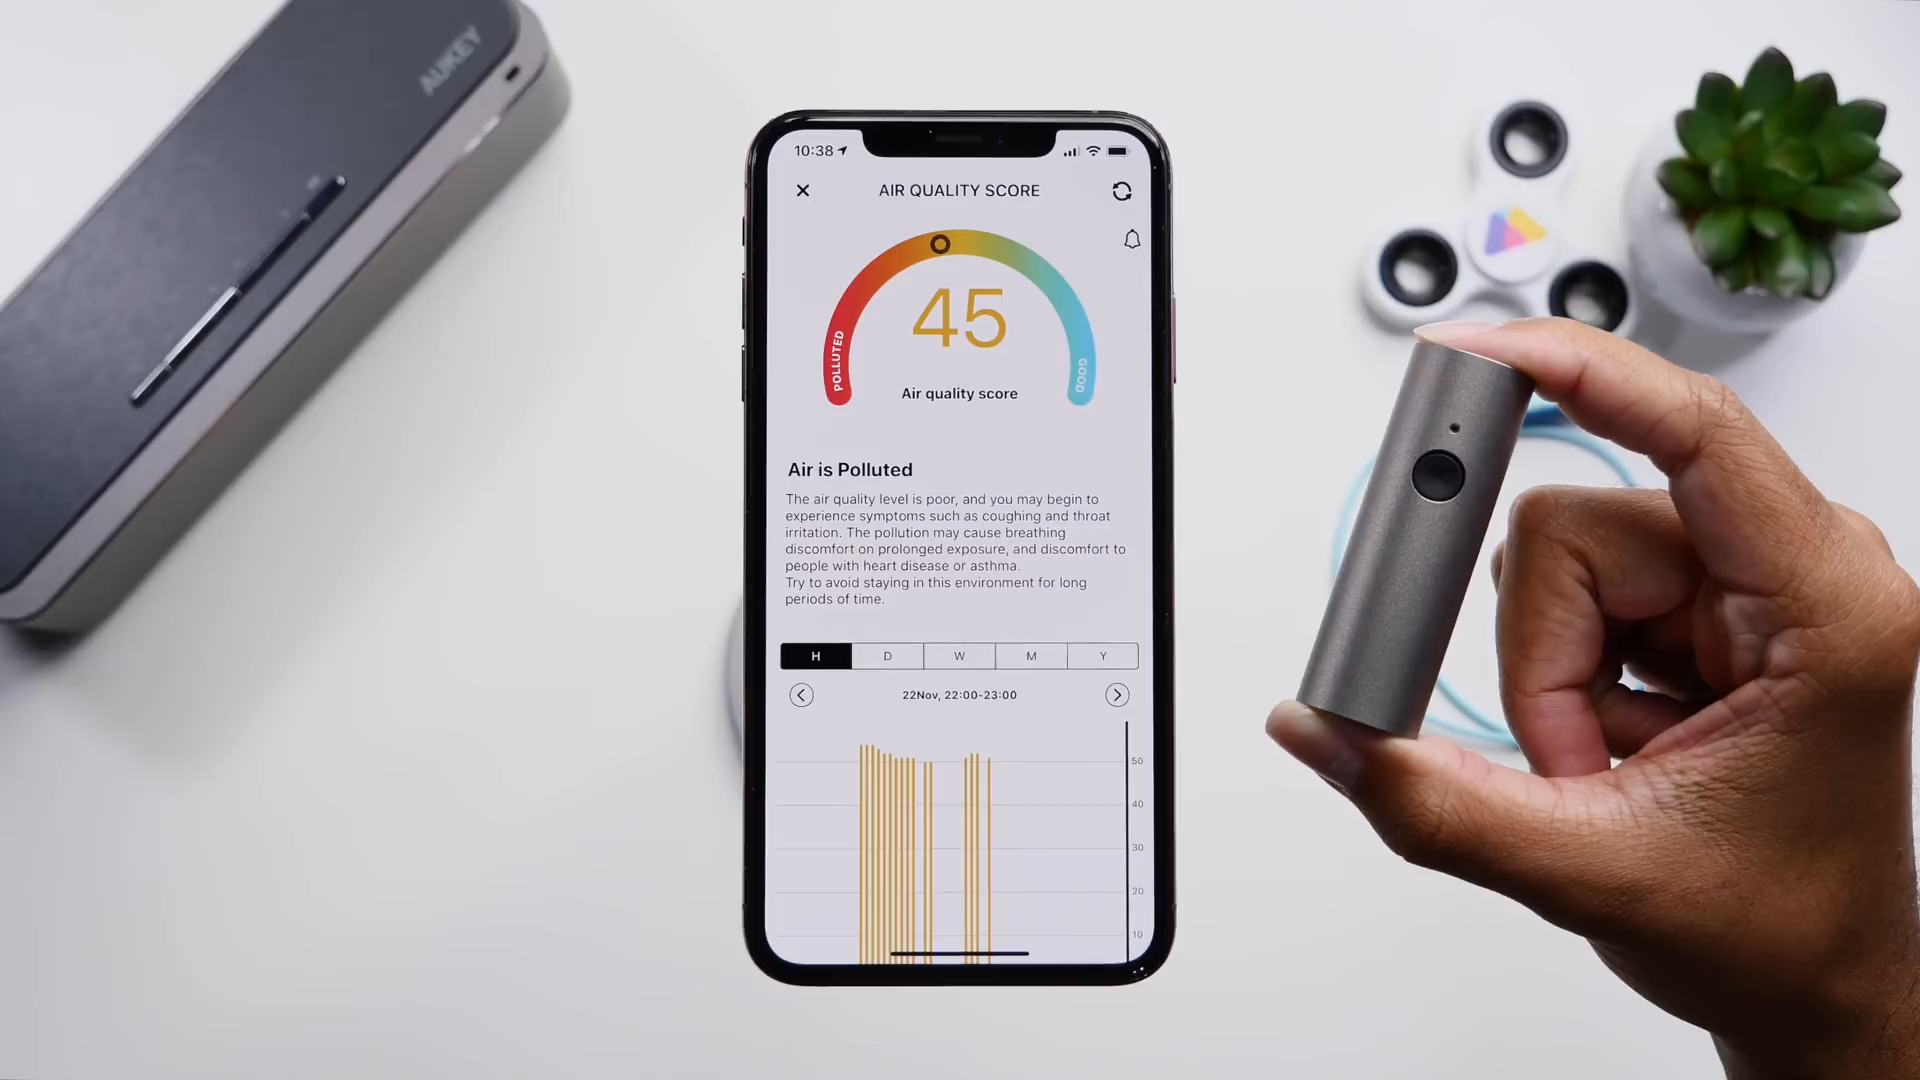 AUKEY
10:38
AIR QUALITY SCORE
45
POLLUTED
GOOD
Air quality score
Air is Polluted
The air quality level is poor, and you may begin to
experience symptoms such as coughing and throat
irritation. The pollution may cause breathing
discomfort on prolonged exposure, and discomfort to
people with heart disease or asthma.
Try to avoid staying in this environment for long
periods of time.
H D W M Y
22Nov, 22:00-23:00
50
40
30
20
10